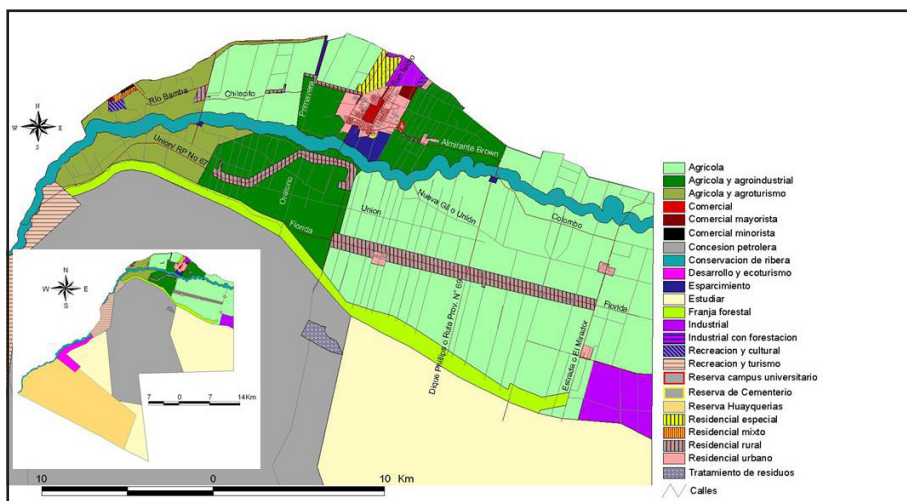 Río Bamba
Chilecito
Primavera
Almirante Brown
Union/ RP No 67
Oratorio
Union
Nueva Gil o Unión
Colombo
Florida
Florida
Dique Phillips o Ruta Prov. N° 69
Estrada o El Mirador
N
W E
S
N
W E
S
7 0 7 14 Km
10 0 10 Km
Agricola
Agricola y agroindustrial
Agricola y agroturismo
Comercial
Comercial mayorista
Comercial minorista
Concesion petrolera
Conservacion de ribera
Desarrollo y ecoturismo
Esparcimiento
Estudiar
Franja forestal
Industrial
Industrial con forestacion
Recreacion y cultural
Recreacion y turismo
Reserva campus universitario
Reserva de Cementerio
Reserva Huayquerias
Residencial especial
Residencial mixto
Residencial rural
Residencial urbano
Tratamiento de residuos
Calles